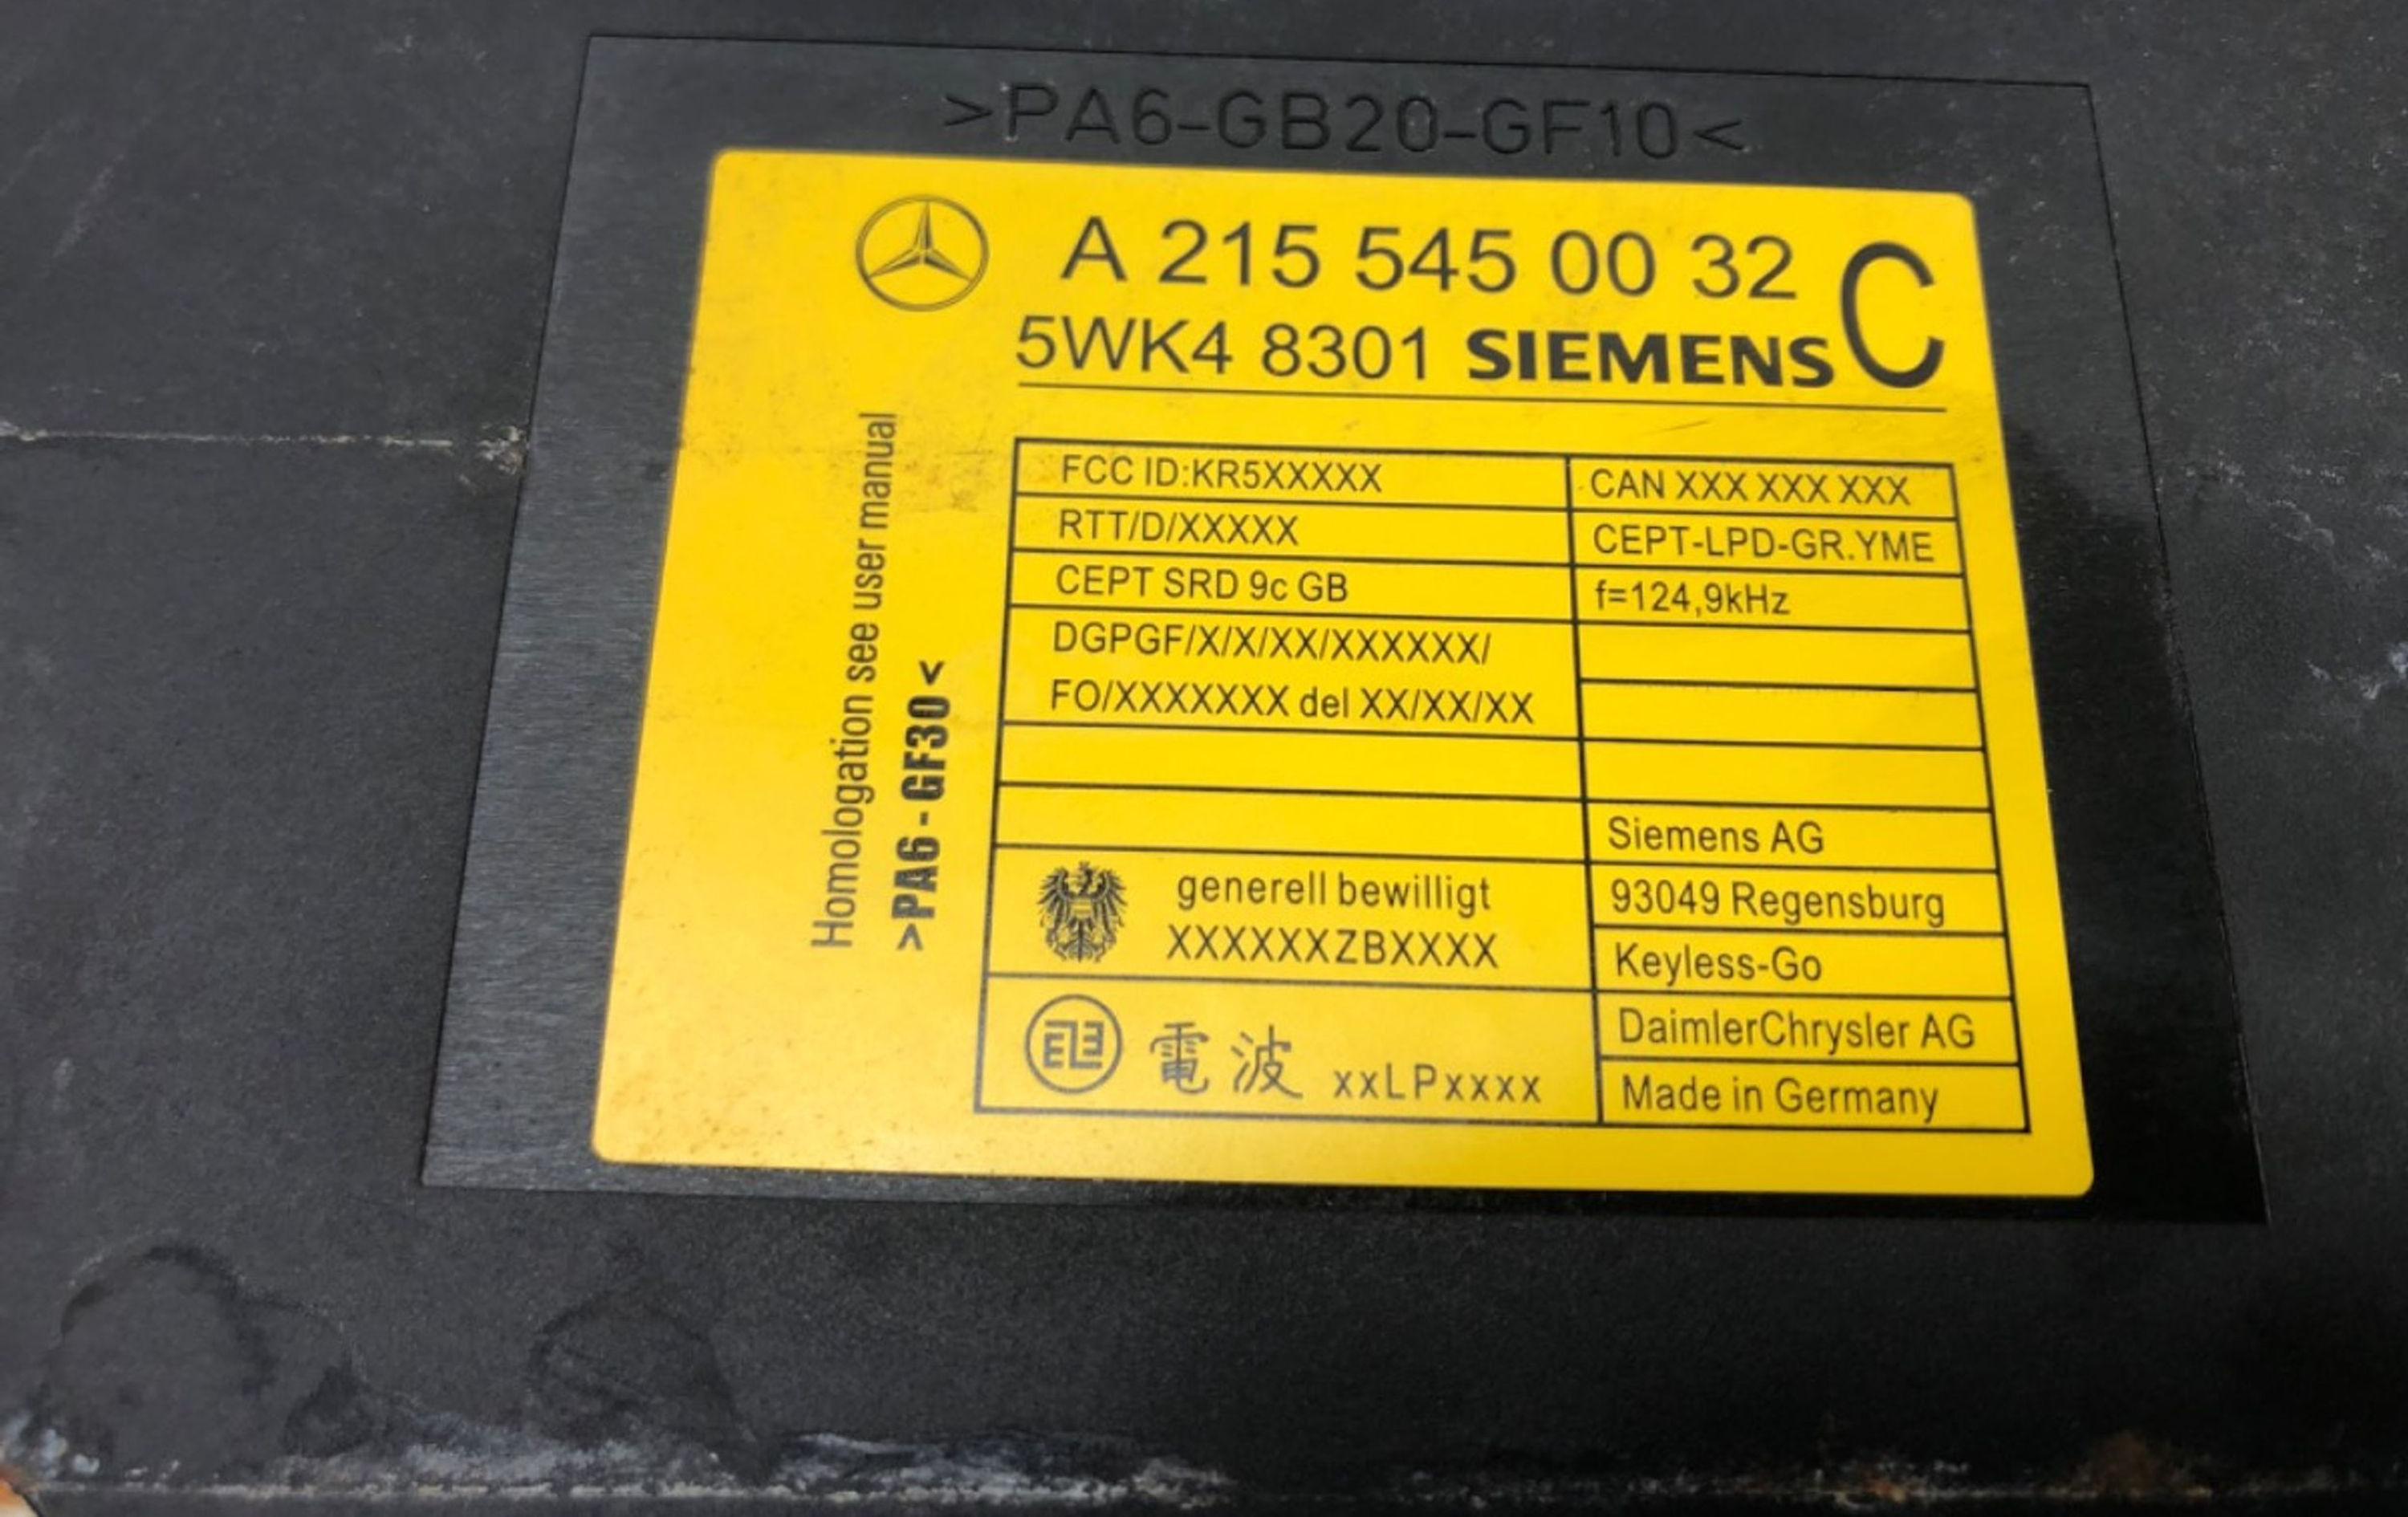 >PA6-GB20-GF10<
A 215 545 00 32 C
5WK4 8301 SIEMENS
Homologation see user manual
>PA6-GF30<
FCC ID:KR5XXXXX
CAN XXX XXX XXX
RTT/D/XXXXX
CEPT-LPD-GR.YME
CEPT SRD 9c GB
f=124,9kHz
DGPGF/X/X/XX/XXXXXX/
FO/XXXXXXX del XX/XX/XX
Siemens AG
generell bewilligt
93049 Regensburg
XXXXXXZBXXXX
Keyless-Go
DaimlerChrysler AG
電波 xxLPxxxx
Made in Germany